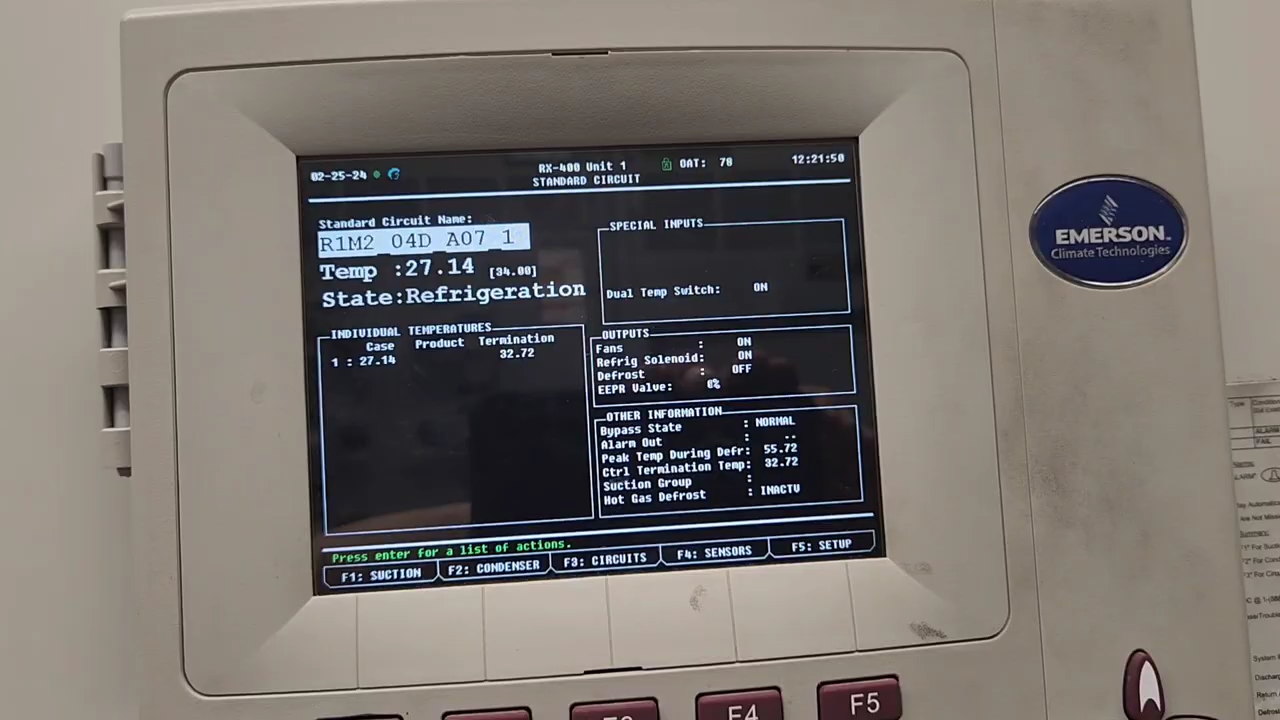 02-25-24
RX-400 Unit 1
OAT: 70
12:21:50
STANDARD CIRCUIT
Standard Circuit Name:
R1M2 04D A07 1
Temp :27.14 [34.00]
State:Refrigeration
INDIVIDUAL TEMPERATURES
Case Product Termination
1 : 27.14 32.72
SPECIAL INPUTS
Dual Temp Switch: ON
OUTPUTS
Fans : ON
Refrig Solenoid: ON
Defrost : OFF
EEPR Valve: 0%
OTHER INFORMATION
Bypass State : NORMAL
Alarm Out : --
Peak Temp During Defr: 55.72
Ctrl Termination Temp: 32.72
Suction Group :
Hot Gas Defrost : INACTV
Press enter for a list of actions.
F1: SUCTION F2: CONDENSER F3: CIRCUITS F4: SENSORS F5: SETUP
EMERSON
Climate Technologies
F4 F5